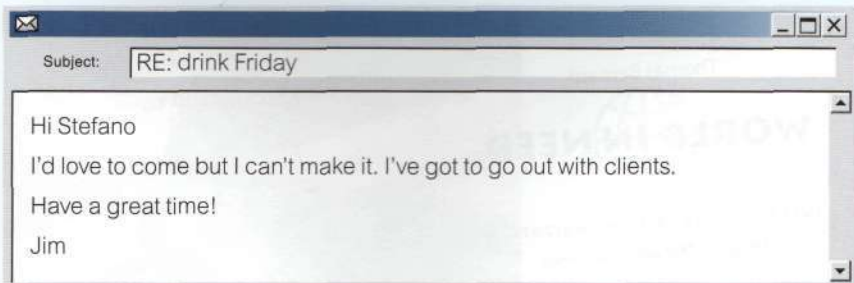 Subject: RE: drink Friday
Hi Stefano
I'd love to come but I can't make it. I've got to go out with clients.
Have a great time!
Jim